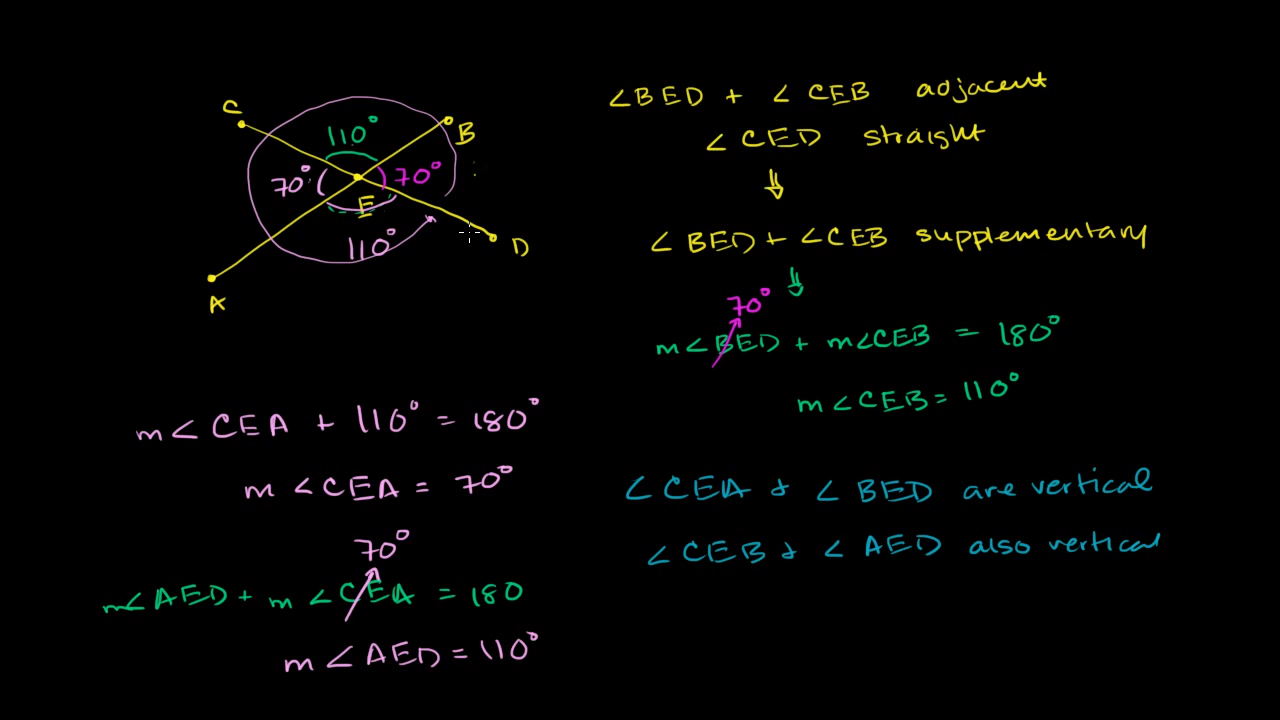 C
B
110°
70°
70°
E
110°
D
A
∠BED + ∠CEB adjacent
∠CED straight
⇓
∠BED + ∠CEB supplementary
⇓
70°
m∠BED + m∠CEB = 180°
m∠CEB = 110°
m∠CEA + 110° = 180°
m∠CEA = 70°
70°
m∠AED + m∠CEA = 180
m∠AED = 110°
∠CEA + ∠BED are vertical
∠CEB + ∠AED also vertical